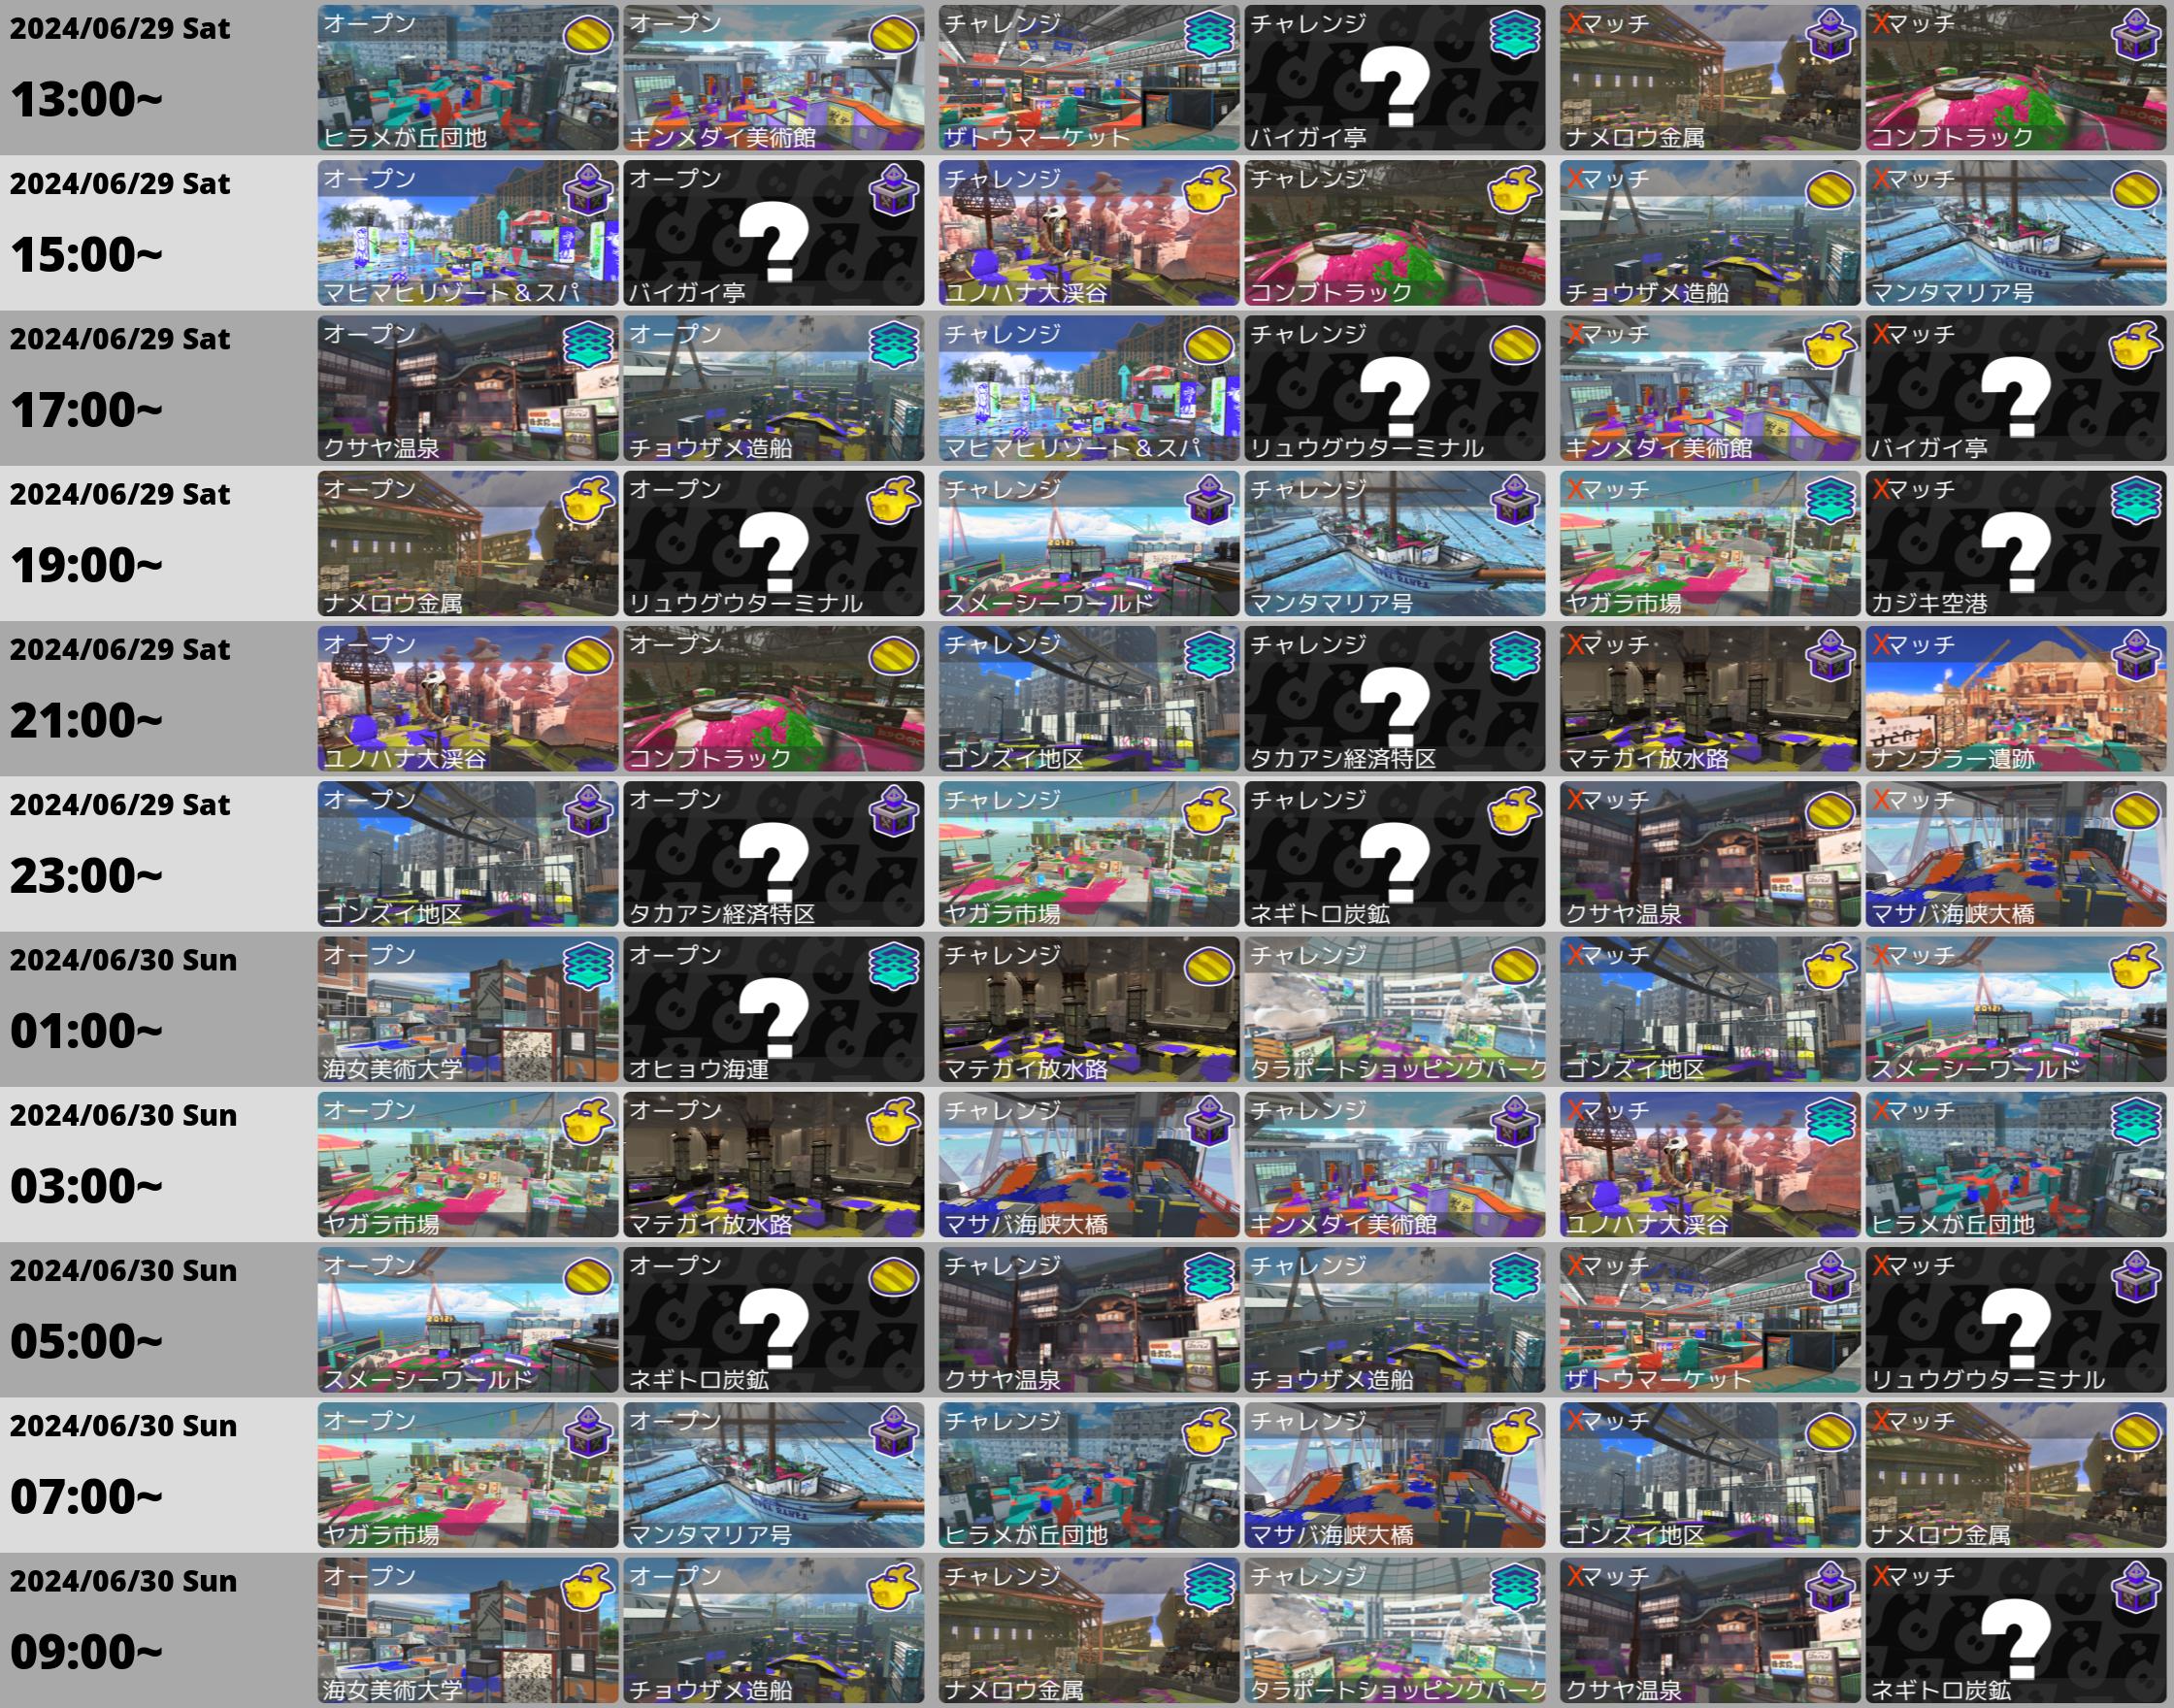 2024/06/29 Sat
13:00~
オープン
ヒラメが丘団地
オープン
キンメダイ美術館
チャレンジ
ザトウマーケット
チャレンジ
?
バイガイ亭
Xマッチ
ナメロウ金属
Xマッチ
コンブトラック
2024/06/29 Sat
15:00~
オープン
マヒマヒリゾート&スパ
オープン
?
バイガイ亭
チャレンジ
ユノハナ大渓谷
チャレンジ
コンブトラック
Xマッチ
チョウザメ造船
Xマッチ
マンタマリア号
2024/06/29 Sat
17:00~
オープン
クサヤ温泉
オープン
チョウザメ造船
チャレンジ
マヒマヒリゾート&スパ
チャレンジ
?
リュウグウターミナル
Xマッチ
キンメダイ美術館
Xマッチ
?
バイガイ亭
2024/06/29 Sat
19:00~
オープン
ナメロウ金属
オープン
?
リュウグウターミナル
チャレンジ
スメーシーワールド
チャレンジ
マンタマリア号
Xマッチ
ヤガラ市場
Xマッチ
?
カジキ空港
2024/06/29 Sat
21:00~
オープン
ユノハナ大渓谷
オープン
コンブトラック
チャレンジ
ゴンズイ地区
チャレンジ
?
タカアシ経済特区
Xマッチ
マテガイ放水路
Xマッチ
ナンプラー遺跡
2024/06/29 Sat
23:00~
オープン
ゴンズイ地区
オープン
?
タカアシ経済特区
チャレンジ
ヤガラ市場
チャレンジ
?
ネギトロ炭鉱
Xマッチ
クサヤ温泉
Xマッチ
マサバ海峡大橋
2024/06/30 Sun
01:00~
オープン
海女美術大学
オープン
?
オヒョウ海運
チャレンジ
マテガイ放水路
チャレンジ
タラポートショッピングパーク
Xマッチ
ゴンズイ地区
Xマッチ
スメーシーワールド
2024/06/30 Sun
03:00~
オープン
ヤガラ市場
オープン
マテガイ放水路
チャレンジ
マサバ海峡大橋
チャレンジ
キンメダイ美術館
Xマッチ
ユノハナ大渓谷
Xマッチ
ヒラメが丘団地
2024/06/30 Sun
05:00~
オープン
スメーシーワールド
オープン
?
ネギトロ炭鉱
チャレンジ
クサヤ温泉
チャレンジ
チョウザメ造船
Xマッチ
ザトウマーケット
Xマッチ
?
リュウグウターミナル
2024/06/30 Sun
07:00~
オープン
ヤガラ市場
オープン
マンタマリア号
チャレンジ
ヒラメが丘団地
チャレンジ
マサバ海峡大橋
Xマッチ
ゴンズイ地区
Xマッチ
ナメロウ金属
2024/06/30 Sun
09:00~
オープン
海女美術大学
オープン
チョウザメ造船
チャレンジ
ナメロウ金属
チャレンジ
タラポートショッピングパーク
Xマッチ
クサヤ温泉
Xマッチ
?
ネギトロ炭鉱